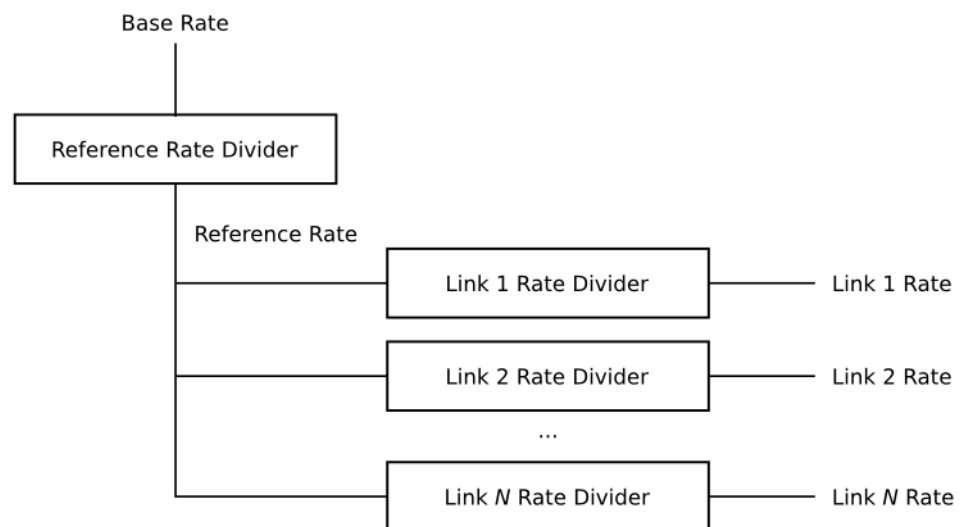 Base Rate
Reference Rate Divider
Reference Rate
Link 1 Rate Divider
Link 1 Rate
Link 2 Rate Divider
Link 2 Rate
...
Link N Rate Divider
Link N Rate